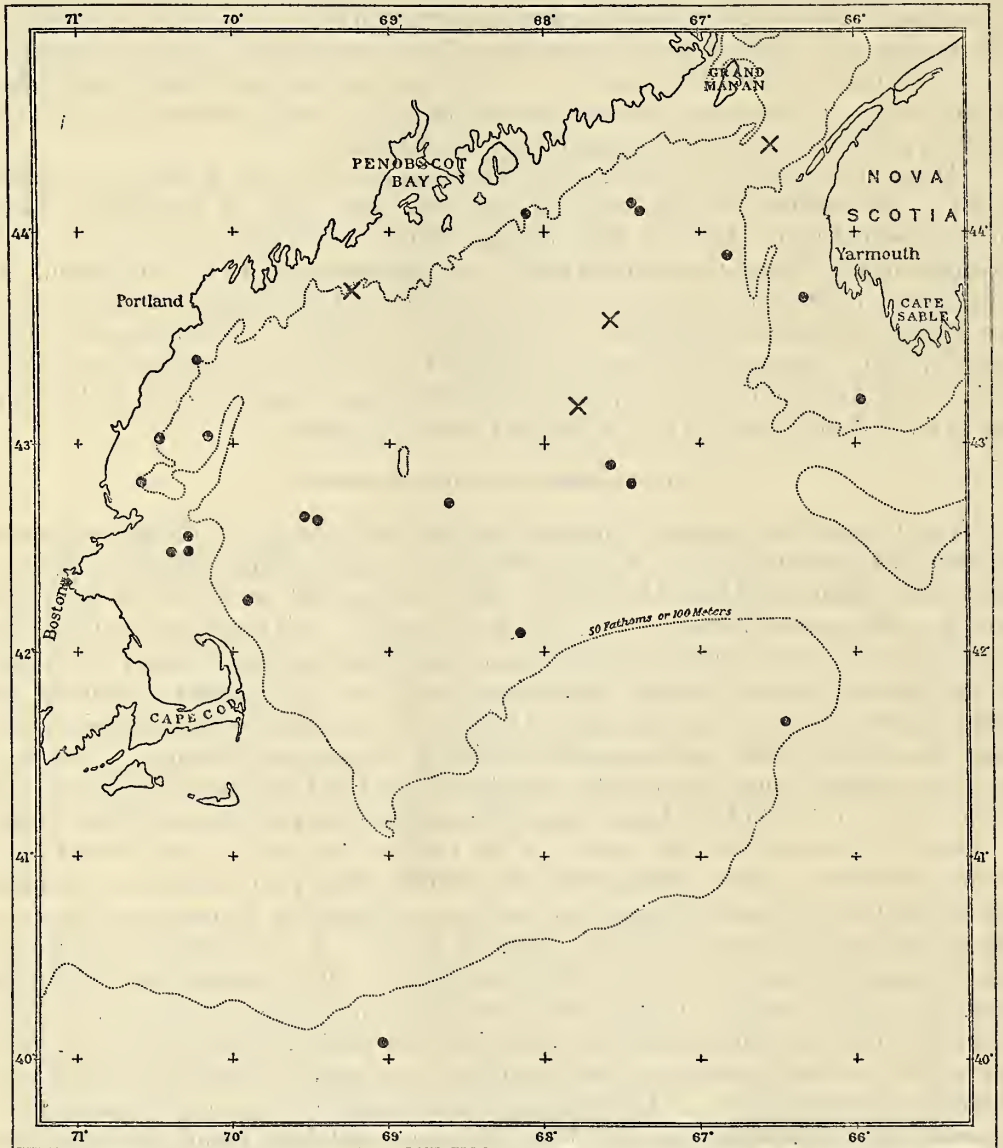 71° 70° 69° 68° 67° 66°
GRAND
MANAN
PENOBSCOT
BAY
NOVA
SCOTIA
44° 44°
Yarmouth
Portland
CAPE
SABLE
43° 43°
Boston
50 Fathoms or 100 Meters
42° 42°
CAPE COD
41° 41°
40° 40°
71° 70° 69° 68° 67° 66°